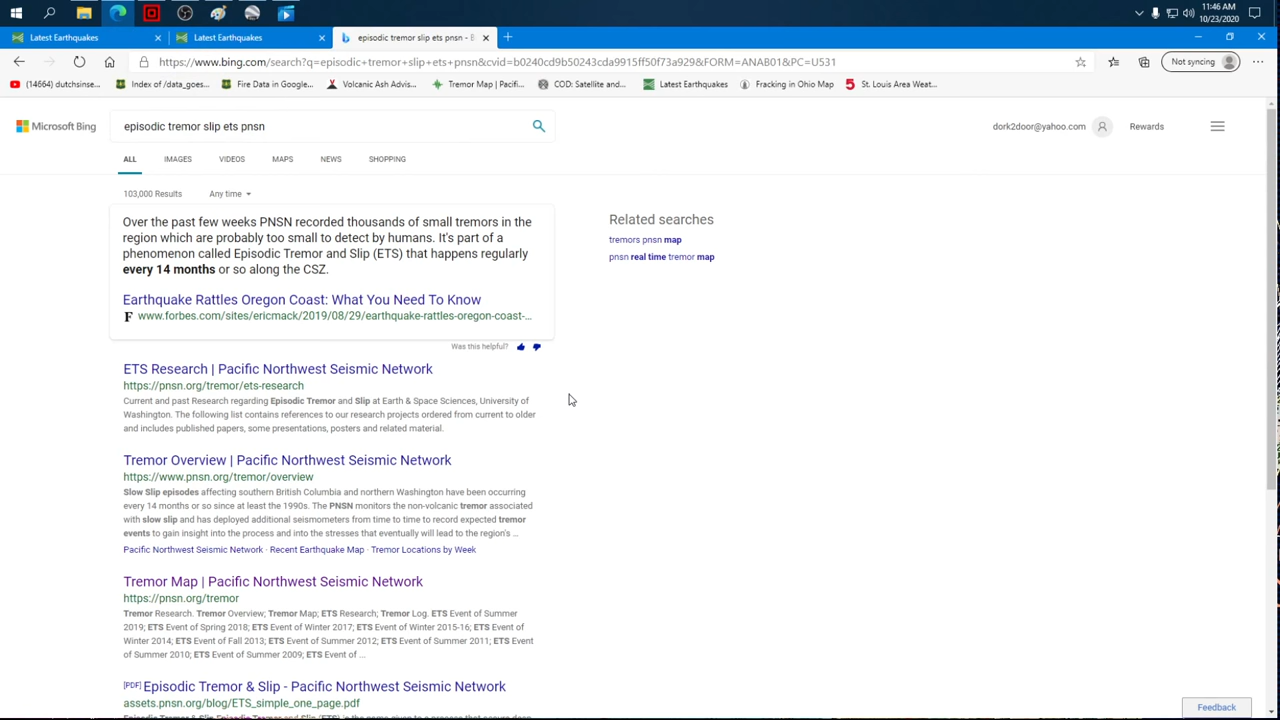 11:46 AM
10/23/2020
Latest Earthquakes
Latest Earthquakes
episodic tremor slip ets pnsn - B
https://www.bing.com/search?q=episodic+tremor+slip+ets+pnsn&cvid=b0240cd9b50243cda9915ff50f73a929&FORM=ANAB01&PC=U531
Not syncing
(14664) dutchsinse...
Index of /data_goes...
Fire Data in Google...
Volcanic Ash Advis...
Tremor Map | Pacifi...
COD: Satellite and...
Latest Earthquakes
Fracking in Ohio Map
St. Louis Area Weat...
Microsoft Bing
episodic tremor slip ets pnsn
dork2door@yahoo.com
Rewards
ALL
IMAGES
VIDEOS
MAPS
NEWS
SHOPPING
103,000 Results
Any time
Over the past few weeks PNSN recorded thousands of small tremors in the
region which are probably too small to detect by humans. It's part of a
phenomenon called Episodic Tremor and Slip (ETS) that happens regularly
every 14 months or so along the CSZ.
Earthquake Rattles Oregon Coast: What You Need To Know
F www.forbes.com/sites/ericmack/2019/08/29/earthquake-rattles-oregon-coast-...
Was this helpful?
Related searches
tremors pnsn map
pnsn real time tremor map
ETS Research | Pacific Northwest Seismic Network
https://pnsn.org/tremor/ets-research
Current and past Research regarding Episodic Tremor and Slip at Earth & Space Sciences, University of
Washington. The following list contains references to our research projects ordered from current to older
and includes published papers, some presentations, posters and related material.
Tremor Overview | Pacific Northwest Seismic Network
https://www.pnsn.org/tremor/overview
Slow Slip episodes affecting southern British Columbia and northern Washington have been occurring
every 14 months or so since at least the 1990s. The PNSN monitors the non-volcanic tremor associated
with slow slip and has deployed additional seismometers from time to time to record expected tremor
events to gain insight into the process and into the stresses that eventually will lead to the region's ...
Pacific Northwest Seismic Network · Recent Earthquake Map · Tremor Locations by Week
Tremor Map | Pacific Northwest Seismic Network
https://pnsn.org/tremor
Tremor Research. Tremor Overview; Tremor Map; ETS Research; Tremor Log. ETS Event of Summer
2019; ETS Event of Spring 2018; ETS Event of Winter 2017; ETS Event of Winter 2015-16; ETS Event of
Winter 2014; ETS Event of Fall 2013; ETS Event of Summer 2012; ETS Event of Summer 2011; ETS Event
of Summer 2010; ETS Event of Summer 2009; ETS Event of ...
[PDF] Episodic Tremor & Slip - Pacific Northwest Seismic Network
assets.pnsn.org/blog/ETS_simple_one_page.pdf
Feedback